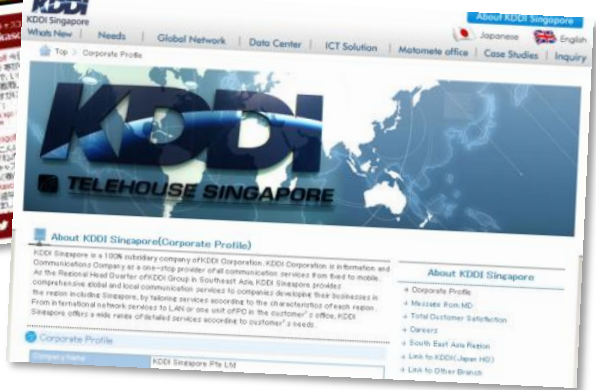 KDDI
KDDI Singapore
About KDDI Singapore
Japanese English
Whats New Needs Global Network Data Center ICT Solution Matomete office Case Studies Inquiry
Top > Corporate Profile
KDDI
TELEHOUSE SINGAPORE
About KDDI Singapore(Corporate Profile)
KDDI Singapore is a 100% subsidiary company of KDDI Corporation. KDDI Corporation is Information and
Communications Company as a one-stop provider of all communication services from fixed to mobile.
As the Regional Head Quarter of KDDI Group in Southeast Asia, KDDI Singapore provides
comprehensive global and local communication services to companies developing their businesses in
the region including Singapore, by tailoring services according to the characteristics of each region.
From international network services to LAN or one unit of PC in the customer's office, KDDI
Singapore offers a wide range of detailed services according to customer's needs.
Corporate Profile
Company Name KDDI Singapore Pte Ltd
About KDDI Singapore
Corporate Profile
Message from MD
Total Customer Satisfaction
Careers
South East Asia Region
Link to KDDI(Japan HQ)
Link to Other Branch